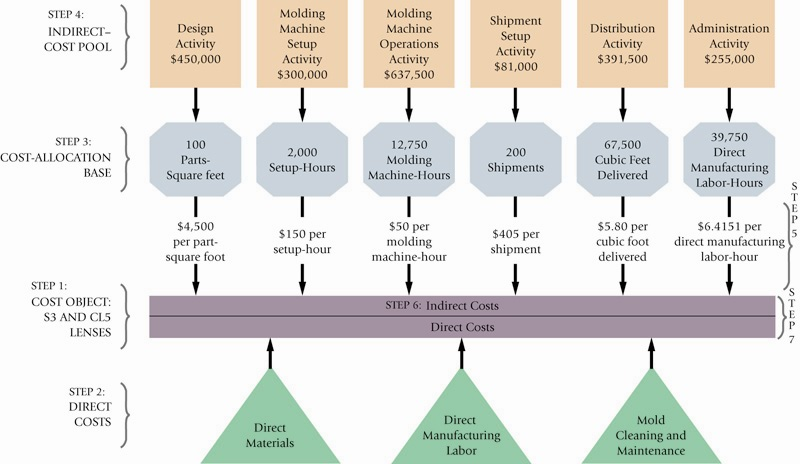 STEP 4:
INDIRECT–
COST POOL
Design
Activity
$450,000
Molding
Machine
Setup
Activity
$300,000
Molding
Machine
Operations
Activity
$637,500
Shipment
Setup
Activity
$81,000
Distribution
Activity
$391,500
Administration
Activity
$255,000
STEP 3:
COST-ALLOCATION
BASE
100
Parts-
Square feet
2,000
Setup-Hours
12,750
Molding
Machine-Hours
200
Shipments
67,500
Cubic Feet
Delivered
39,750
Direct
Manufacturing
Labor-Hours
$4,500
per part-
square foot
$150 per
setup-hour
$50 per
molding
machine-hour
$405 per
shipment
$5.80 per
cubic foot
delivered
$6.4151 per
direct manufacturing
labor-hour
STEP 5
STEP 1:
COST OBJECT:
S3 AND CL5
LENSES
STEP 6: Indirect Costs
Direct Costs
STEP 7
STEP 2:
DIRECT
COSTS
Direct
Materials
Direct
Manufacturing
Labor
Mold
Cleaning and
Maintenance